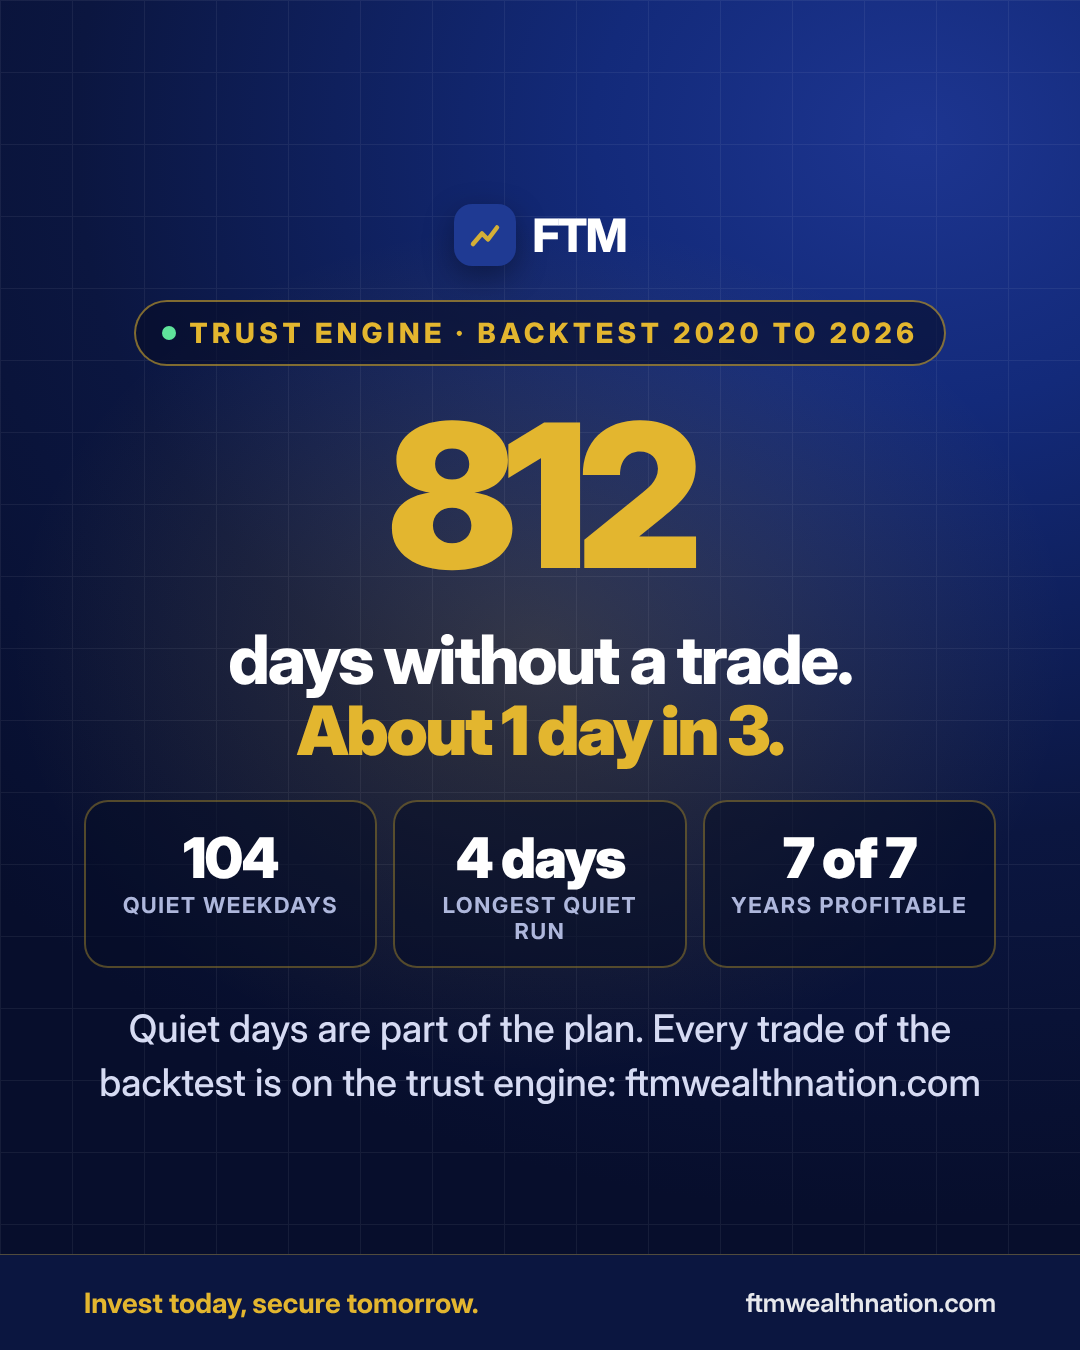 FTM
TRUST ENGINE · BACKTEST 2020 TO 2026
812
days without a trade.
About 1 day in 3.
104
QUIET WEEKDAYS
4 days
LONGEST QUIET
RUN
7 of 7
YEARS PROFITABLE
Quiet days are part of the plan. Every trade of the
backtest is on the trust engine: ftmwealthnation.com
Invest today, secure tomorrow.
ftmwealthnation.com